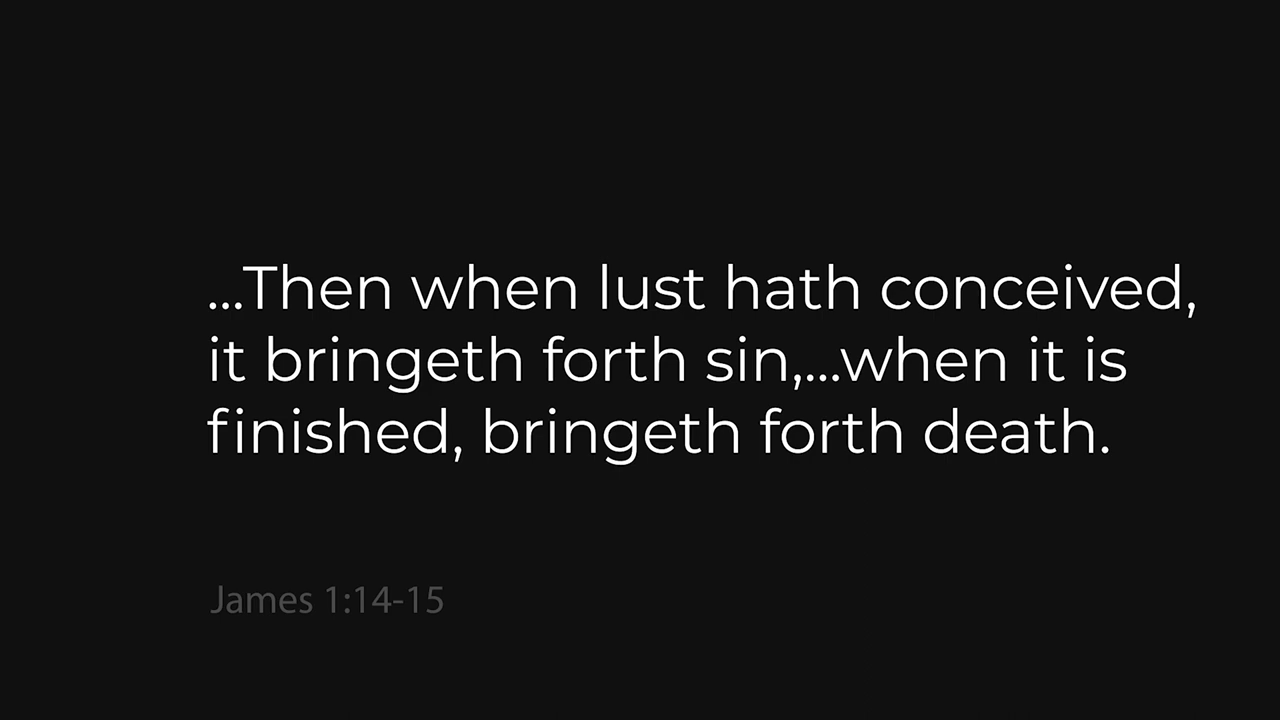 ...Then when lust hath conceived,
it bringeth forth sin,...when it is
finished, bringeth forth death.
James 1:14-15